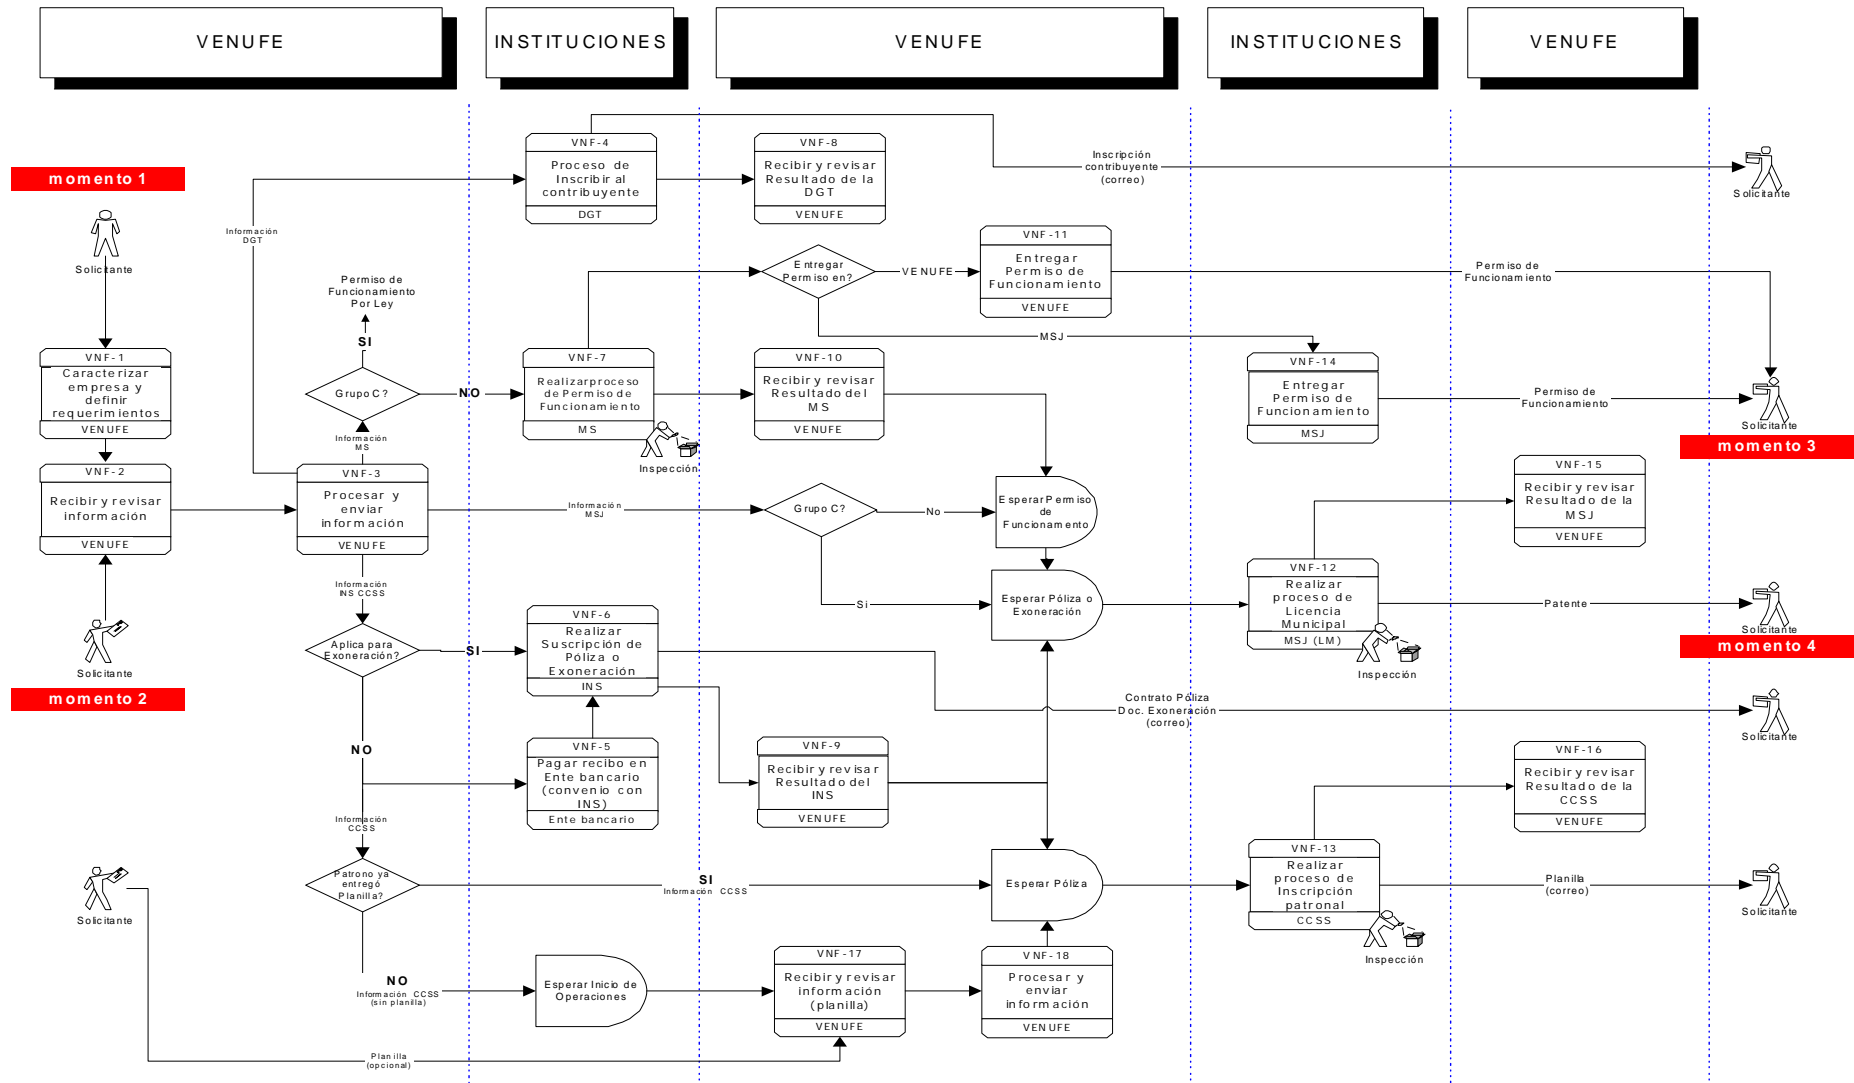 VENUFE
INSTITUCIONES
VENUFE
INSTITUCIONES
VENUFE
momento 1
Solicitante
VNF-1
Caracterizar
empresa y
definir
requerimientos
VENUFE
VNF-2
Recibir y revisar
información
VENUFE
Solicitante
momento 2
Solicitante
Información
DGT
Permiso de
Funcionamiento
Por Ley
SI
Grupo C?
NO
Información
MS
VNF-3
Procesar y
enviar
información
VENUFE
Información
INS CCSS
Aplica para
Exoneración?
SI
NO
Información
CCSS
Patrono ya
entregó
Planilla?
SI
Información CCSS
NO
Información CCSS
(sin planilla)
Planilla
(opcional)
VNF-4
Proceso de
Inscribir al
contribuyente
DGT
VNF-7
Realizar proceso
de Permiso de
Funcionamiento
MS
Inspección
Información
MSJ
VNF-6
Realizar
Suscripción de
Póliza o
Exoneración
INS
VNF-5
Pagar recibo en
Ente bancario
(convenio con
INS)
Ente bancario
Esperar Inicio de
Operaciones
VNF-8
Recibir y revisar
Resultado de la
DGT
VENUFE
Entregar
Permiso en?
VENUFE
MSJ
VNF-11
Entregar
Permiso de
Funcionamiento
VENUFE
VNF-10
Recibir y revisar
Resultado del
MS
VENUFE
Grupo C?
No
Si
Esperar Permiso
de
Funcionamento
Esperar Póliza o
Exoneración
VNF-9
Recibir y revisar
Resultado del
INS
VENUFE
Esperar Póliza
VNF-17
Recibir y revisar
información
(planilla)
VENUFE
VNF-18
Procesar y
enviar
información
VENUFE
Inscripción
contribuyente
(correo)
VNF-14
Entregar
Permiso de
Funcionamiento
MSJ
VNF-12
Realizar
proceso de
Licencia
Municipal
MSJ (LM)
Inspección
Contrato Póliza
Doc. Exoneración
(correo)
VNF-13
Realizar
proceso de
Inscripción
patronal
CCSS
Inspección
Permiso de
Funcionamiento
Permiso de
Funcionamiento
VNF-15
Recibir y revisar
Resultado de la
MSJ
VENUFE
Patente
VNF-16
Recibir y revisar
Resultado de la
CCSS
VENUFE
Planilla
(correo)
Solicitante
Solicitante
momento 3
Solicitante
momento 4
Solicitante
Solicitante